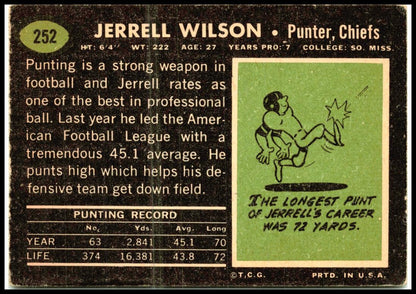 252
JERRELL WILSON • Punter, Chiefs
HT: 6'4" WT: 222 AGE: 27 YEARS PRO: 7 COLLEGE: SO. MISS.
Punting is a strong weapon in
football and Jerrell rates as
one of the best in professional
ball. Last year he led the Amer-
ican Football League with a
tremendous 45.1 average. He
punts high which helps his de-
fensive team get down field.
PUNTING RECORD
No. Yds. Avg. Long
YEAR 63 2,841 45.1 70
LIFE 374 16,381 43.8 72
THE LONGEST PUNT
OF JERRELL'S CAREER
WAS 72 YARDS.
©T.C.G. PRTD. IN U.S.A.